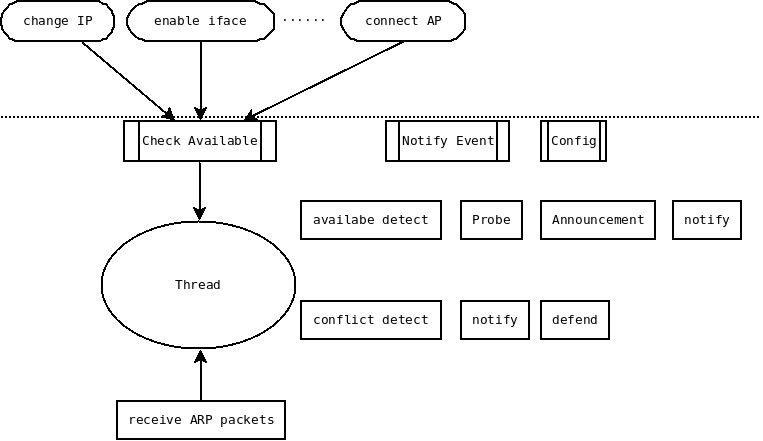 change IP
enable iface
......
connect AP
Check Available
Notify Event
Config
availabe detect
Probe
Announcement
notify
Thread
conflict detect
notify
defend
receive ARP packets